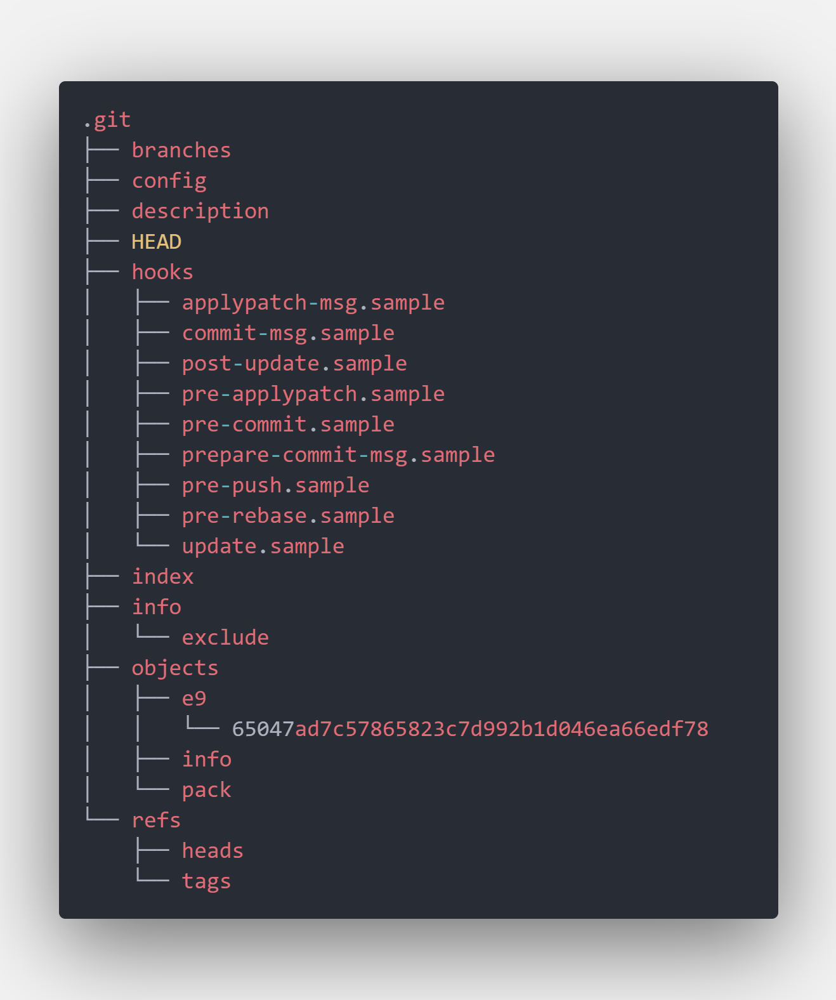 .git
├── branches
├── config
├── description
├── HEAD
├── hooks
│   ├── applypatch-msg.sample
│   ├── commit-msg.sample
│   ├── post-update.sample
│   ├── pre-applypatch.sample
│   ├── pre-commit.sample
│   ├── prepare-commit-msg.sample
│   ├── pre-push.sample
│   ├── pre-rebase.sample
│   └── update.sample
├── index
├── info
│   └── exclude
├── objects
│   ├── e9
│   │   └── 65047ad7c57865823c7d992b1d046ea66edf78
│   ├── info
│   └── pack
└── refs
    ├── heads
    └── tags